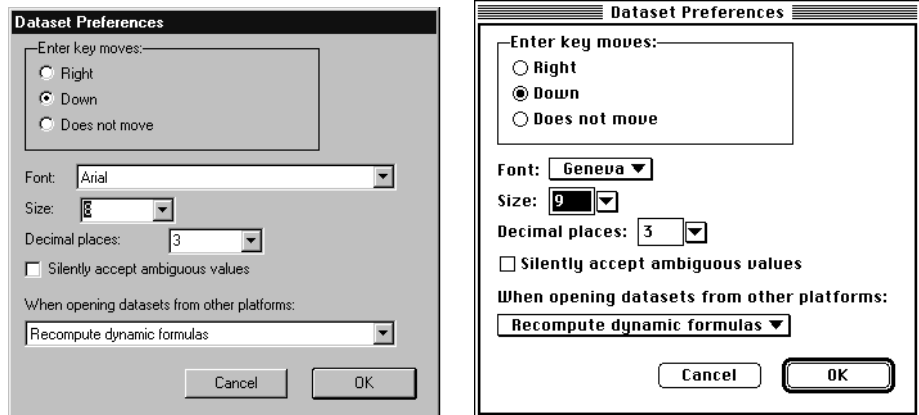 Dataset Preferences
Enter key moves:
Right
Down
Does not move
Font: Arial
Size: 8
Decimal places: 3
Silently accept ambiguous values
When opening datasets from other platforms:
Recompute dynamic formulas
Cancel OK
Dataset Preferences
Enter key moves:
Right
Down
Does not move
Font: Geneva
Size: 9
Decimal places: 3
Silently accept ambiguous values
When opening datasets from other platforms:
Recompute dynamic formulas
Cancel OK